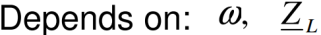 Depends on: ω, Z_L